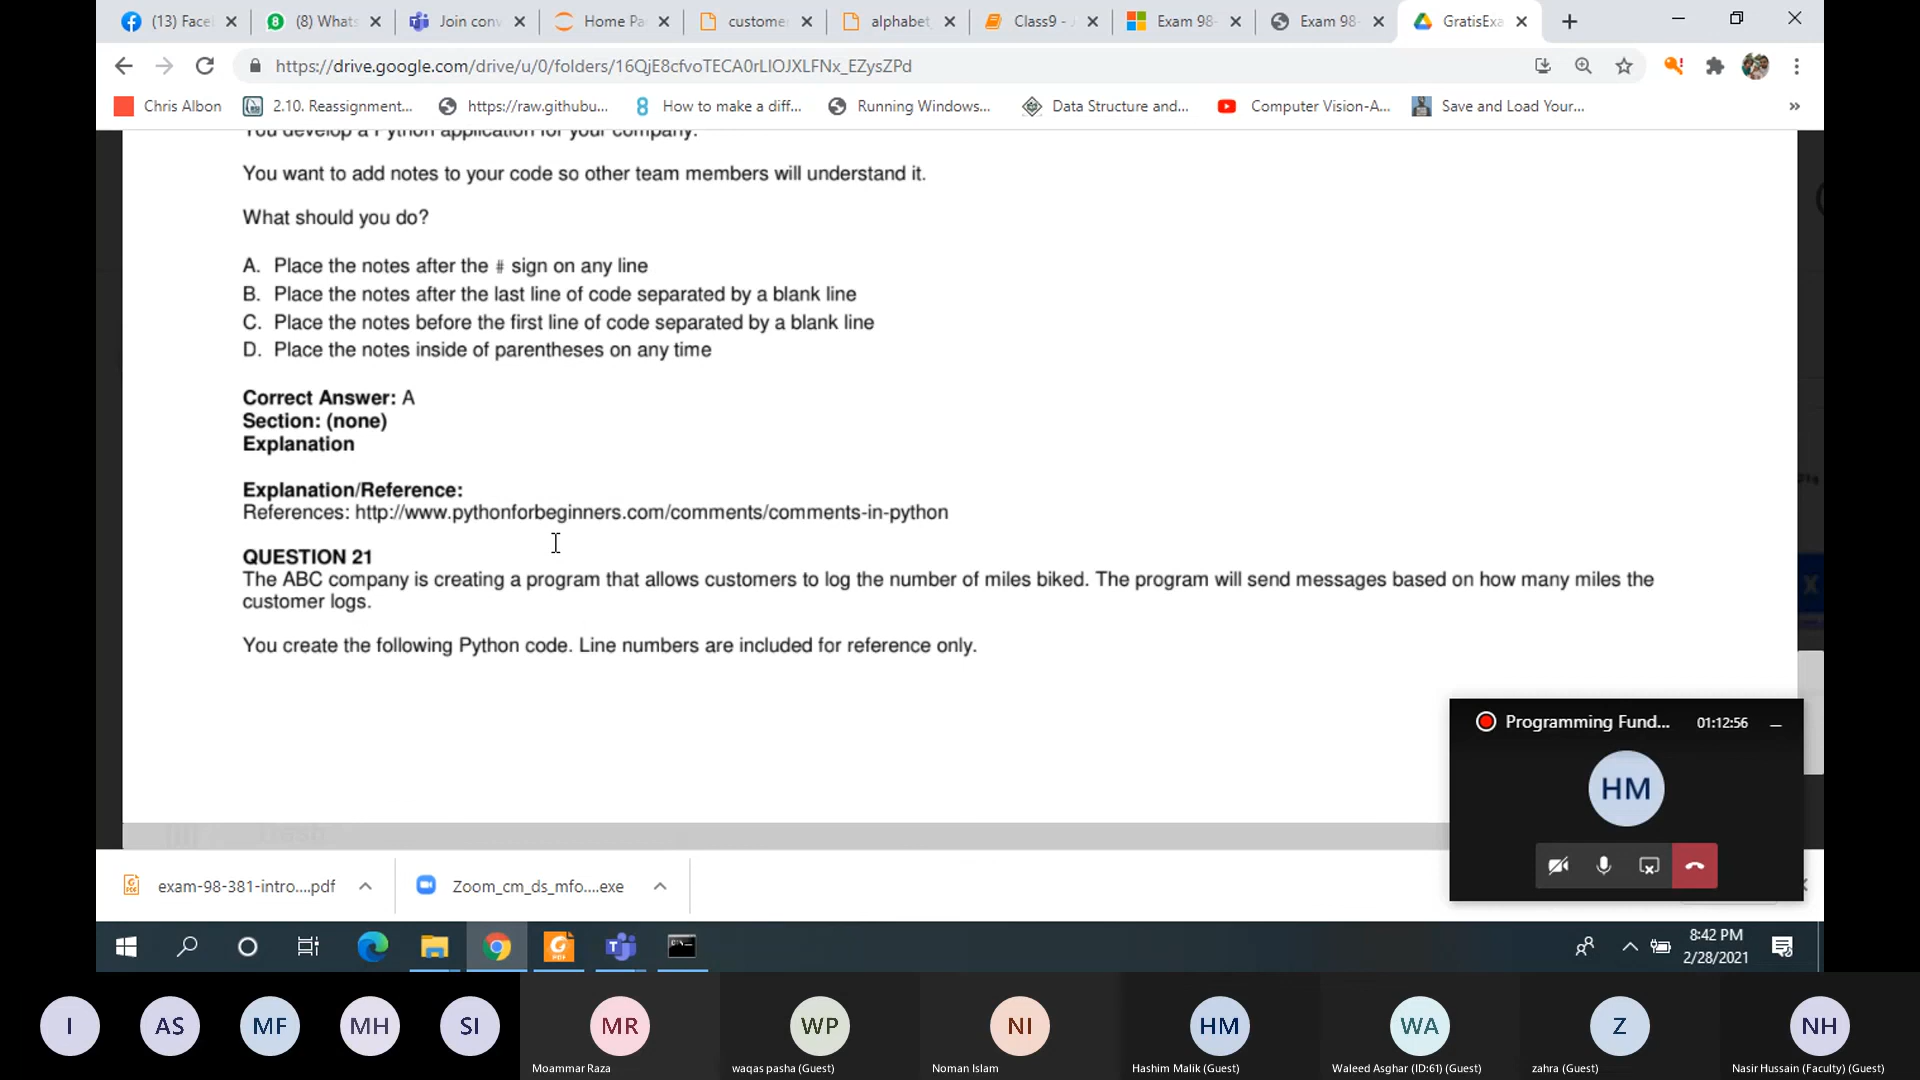 (13) Face
(8) Whats
Join conv
Home Pa
custome
alphabet
Class9 - J
Exam 98-
Exam 98-
GratisExa
https://drive.google.com/drive/u/0/folders/16QjE8cfvoTECA0rLIOJXLFNx_EZysZPd
Chris Albon
2.10. Reassignment...
https://raw.githubu...
How to make a diff...
Running Windows...
Data Structure and...
Computer Vision-A...
Save and Load Your...
»
You develop a Python application for your company.
You want to add notes to your code so other team members will understand it.
What should you do?
A. Place the notes after the # sign on any line
B. Place the notes after the last line of code separated by a blank line
C. Place the notes before the first line of code separated by a blank line
D. Place the notes inside of parentheses on any time
Correct Answer: A
Section: (none)
Explanation
Explanation/Reference:
References: http://www.pythonforbeginners.com/comments/comments-in-python
QUESTION 21
The ABC company is creating a program that allows customers to log the number of miles biked. The program will send messages based on how many miles the
customer logs.
You create the following Python code. Line numbers are included for reference only.
Programming Fund... 01:12:56
HM
exam-98-381-intro....pdf
Zoom_cm_ds_mfo....exe
8:42 PM
2/28/2021
I
AS
MF
MH
SI
MR
WP
NI
HM
WA
Z
NH
Moammar Raza
waqas pasha (Guest)
Noman Islam
Hashim Malik (Guest)
Waleed Asghar (ID:61) (Guest)
zahra (Guest)
Nasir Hussain (Faculty) (Guest)